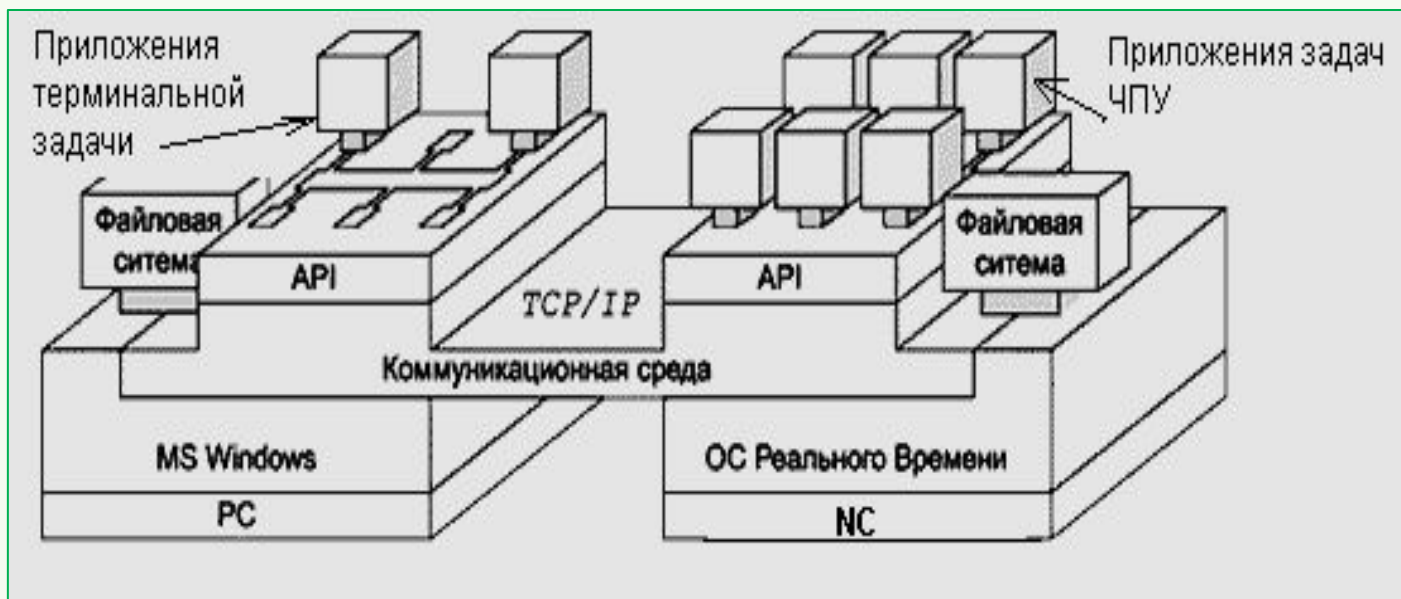 Приложения
терминальной
задачи
Приложения задач
ЧПУ
Файловая
ситема
API
TCP/IP
API
Файловая
ситема
Коммуникационная среда
MS Windows
ОС Реального Времени
PC
NC